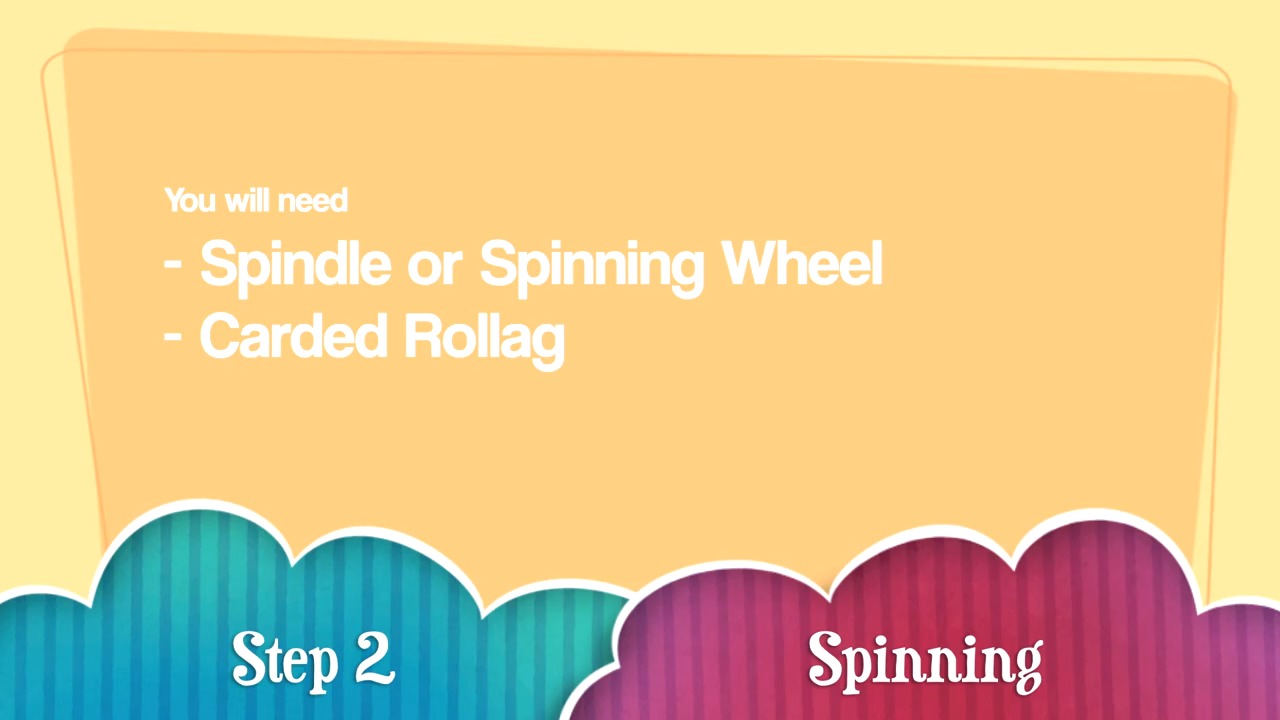 You will need
- Spindle or Spinning Wheel
- Carded Rollag
Step 2
Spinning